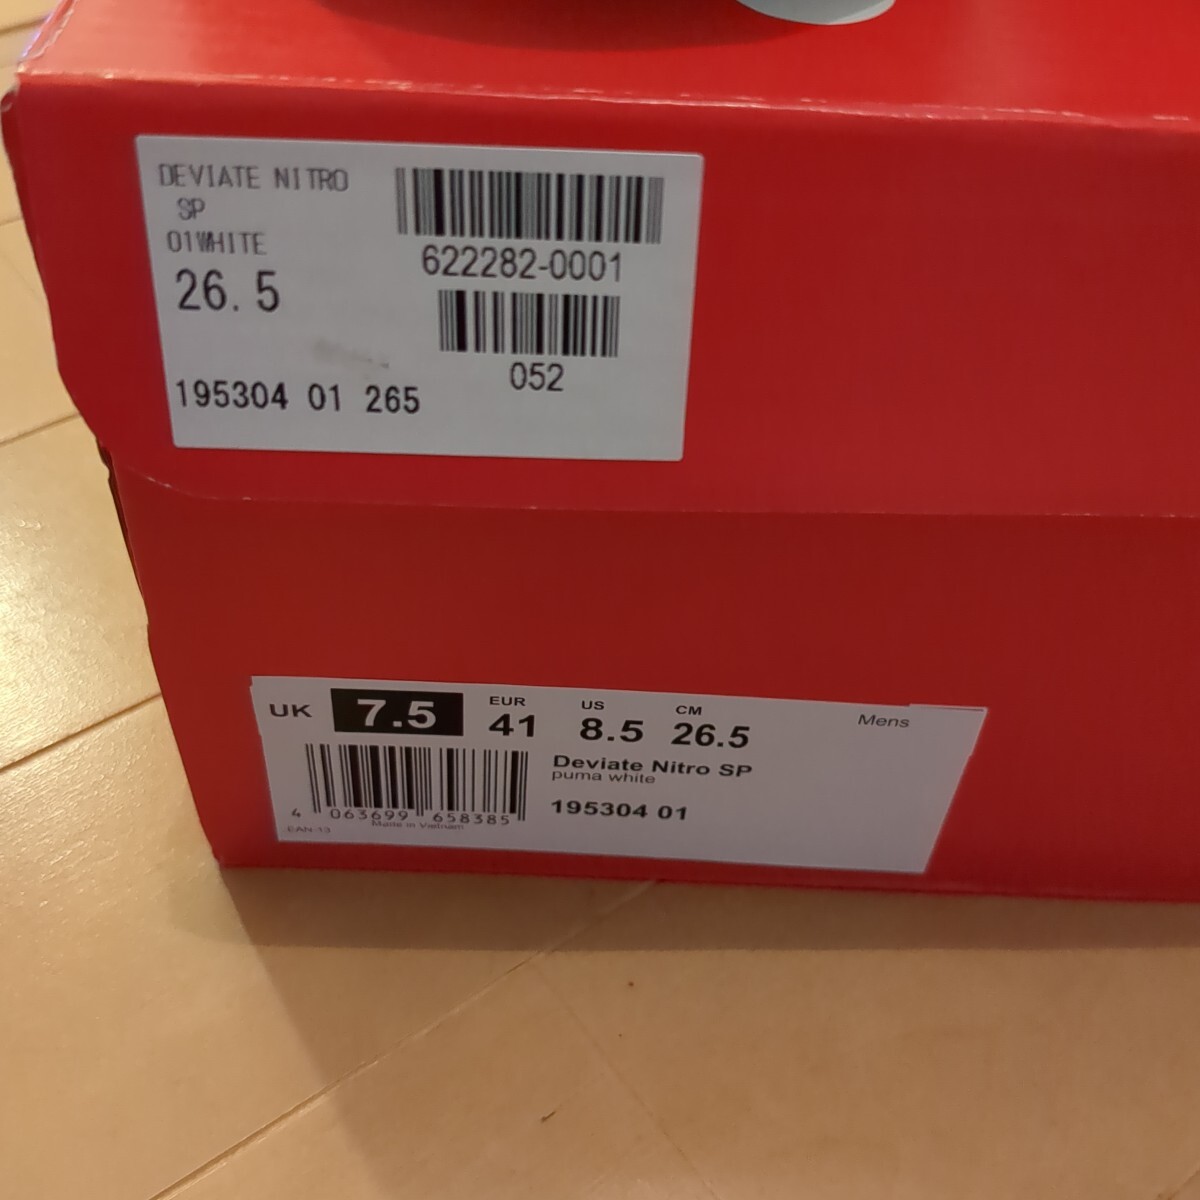 DEVIATE NITRO
SP
01WHITE
26.5
622282-0001
052
195304 01 265
UK 7.5 EUR 41 US 8.5 CM 26.5 Mens
Deviate Nitro SP
puma white
195304 01
4 063699 658385
EAN-13 Made in Vietnam